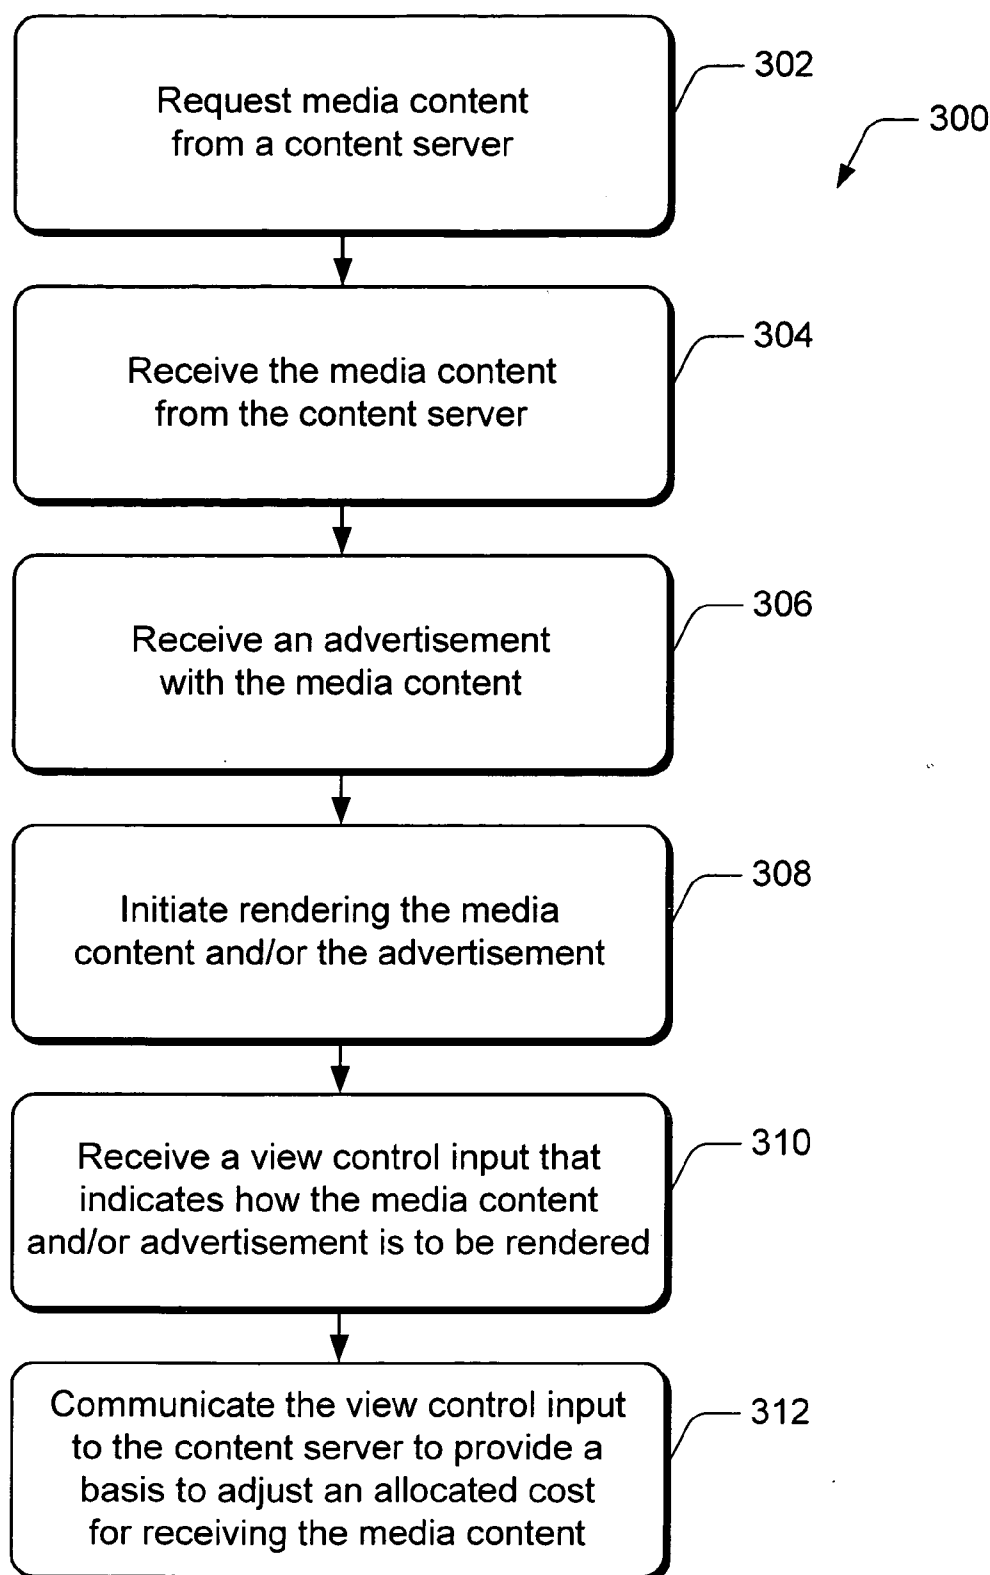 Request media content
from a content server
302
300
Receive the media content
from the content server
304
Receive an advertisement
with the media content
306
Initiate rendering the media
content and/or the advertisement
308
Receive a view control input that
indicates how the media content
and/or advertisement is to be rendered
310
Communicate the view control input
to the content server to provide a
basis to adjust an allocated cost
for receiving the media content
312